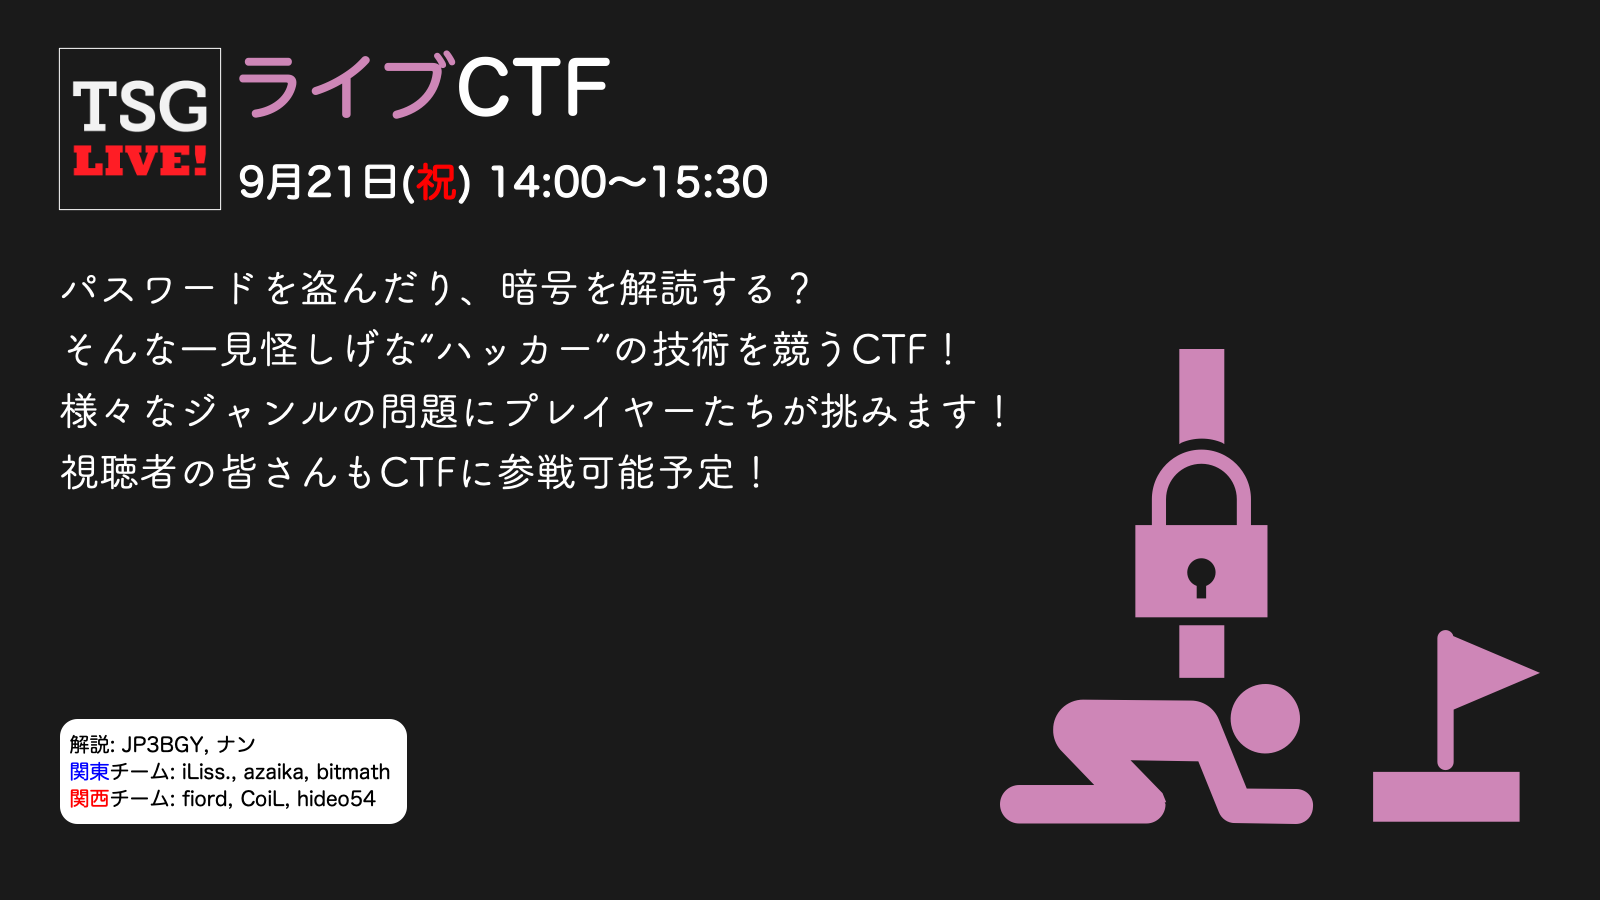 TSG
LIVE!
ライブCTF
9月21日(祝) 14:00〜15:30
パスワードを盗んだり、暗号を解読する？
そんな一見怪しげな“ハッカー”の技術を競うCTF！
様々なジャンルの問題にプレイヤーたちが挑みます！
視聴者の皆さんもCTFに参戦可能予定！
解説: JP3BGY, ナン
関東チーム: iLiss., azaika, bitmath
関西チーム: fiord, CoiL, hideo54